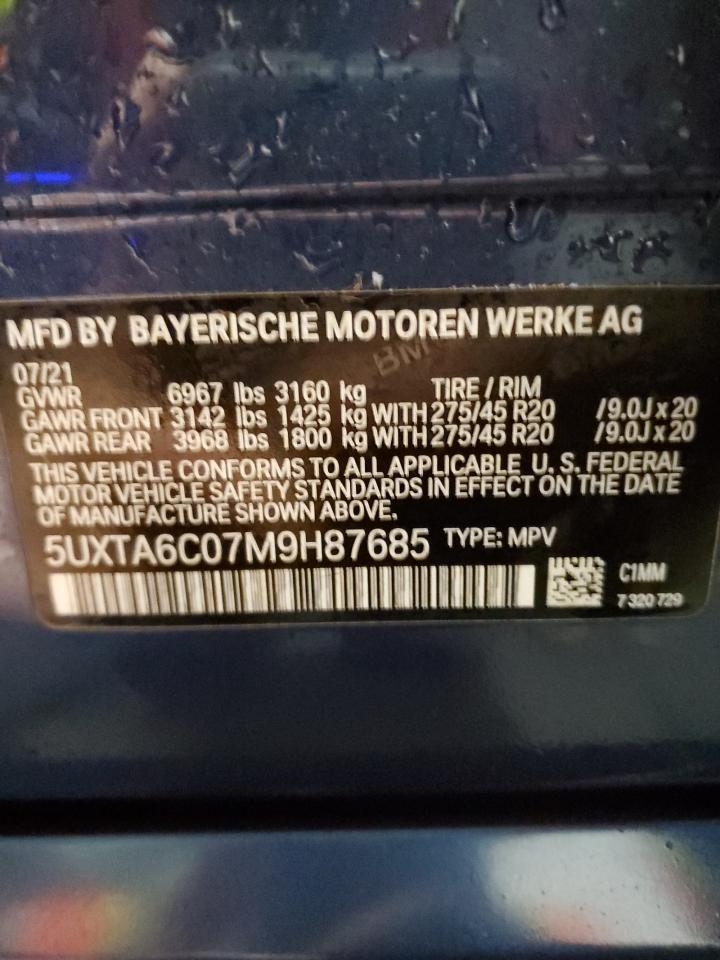 MFD BY BAYERISCHE MOTOREN WERKE AG
BM
07/21
GVWR 6967 lbs 3160 kg TIRE / RIM
GAWR FRONT 3142 lbs 1425 kg WITH 275/45 R20 /9.0J x 20
GAWR REAR 3968 lbs 1800 kg WITH 275/45 R20 /9.0J x 20
THIS VEHICLE CONFORMS TO ALL APPLICABLE U. S. FEDERAL
MOTOR VEHICLE SAFETY STANDARDS IN EFFECT ON THE DATE
OF MANUFACTURE SHOWN ABOVE.
5UXTA6C07M9H87685 TYPE: MPV
C1MM
7 320 729